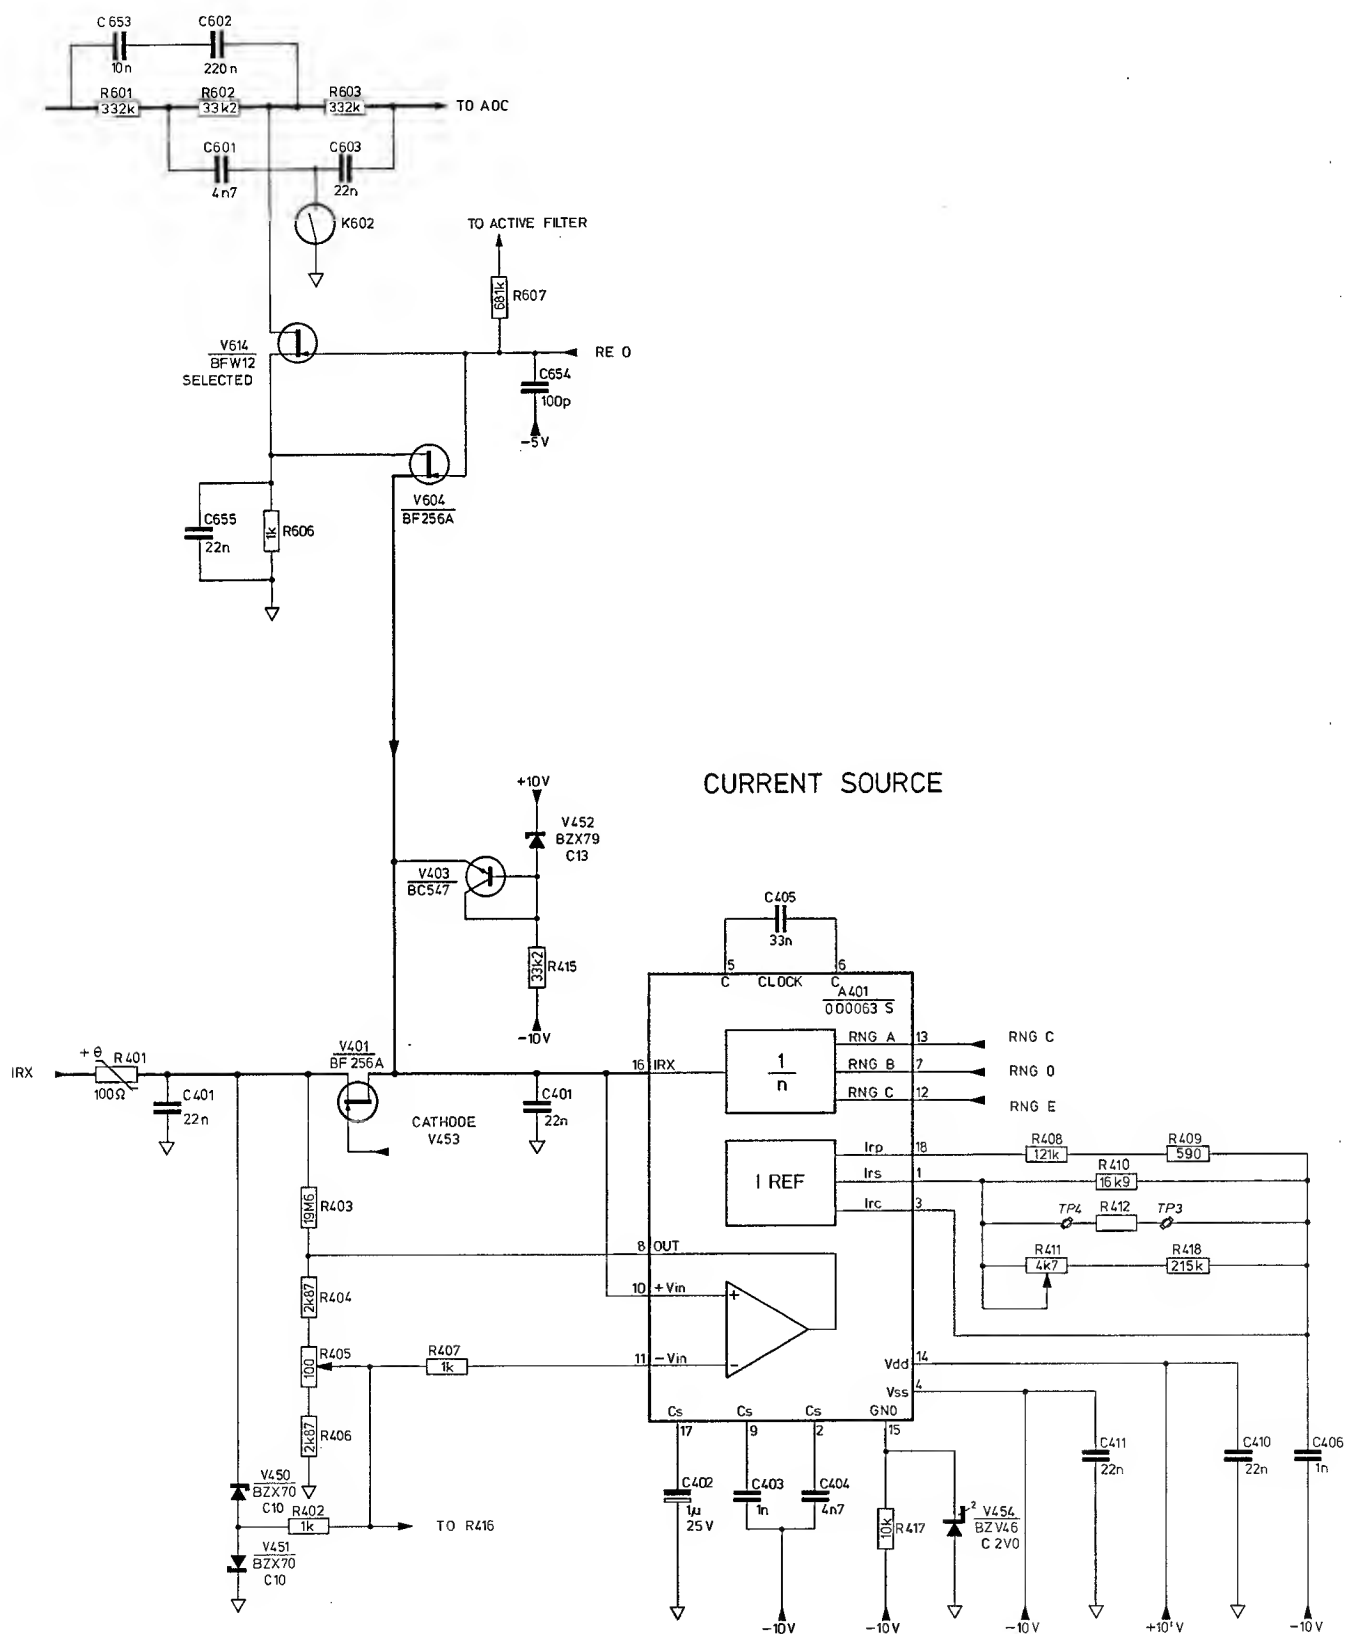 C653
C602
10n
220n
R601
R602
R603
332k
33k2
332k
TO ADC
C601
C603
4n7
22n
K602
TO ACTIVE FILTER
681k
R607
V614
BFW12
SELECTED
RE 0
C654
100p
-5V
V604
BF256A
C655
22n
1k
R606
+10V
V452
BZX79
C13
V403
BC547
33k2
R415
-10V
CURRENT SOURCE
C405
33n
5
6
C
CLOCK
C
A401
000063 S
IRX
+θ
R401
100Ω
C401
22n
V401
BF256A
CATHODE
V453
C401
22n
16
IRX
1
n
RNG A
13
RNG C
RNG B
7
RNG 0
RNG C
12
RNG E
I REF
Irp
18
R408
121k
R409
590
Irs
1
R410
16k9
Irc
3
TP4
R412
TP3
R411
4k7
R418
215k
19M6
R403
8
OUT
2k87
R404
10
+Vin
+
100
R405
R407
1k
11
-Vin
-
Vdd
14
Vss
4
2k87
R406
Cs
Cs
Cs
GND
17
9
2
15
V450
BZX70
C10
R402
1k
TO R416
V451
BZX70
C10
C402
1µ
25V
C403
1n
C404
4n7
10k
R417
2
V454
BZV46
C2V0
C411
22n
C410
22n
C406
1n
-10V
-10V
-10V
+10V
-10V